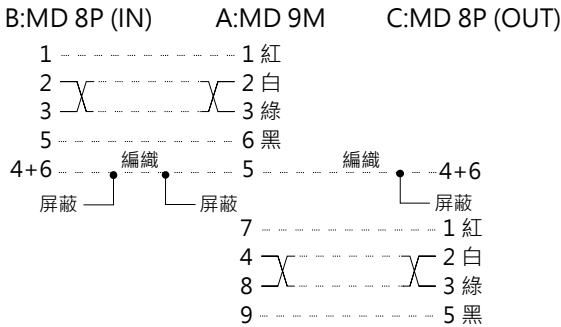 B:MD 8P (IN) A:MD 9M C:MD 8P (OUT)
1 1 紅
2 2 白
3 3 綠
5 6 黑
編織 編織
4+6 5 4+6
屏蔽 屏蔽 屏蔽
7 1 紅
4 2 白
8 3 綠
9 5 黑